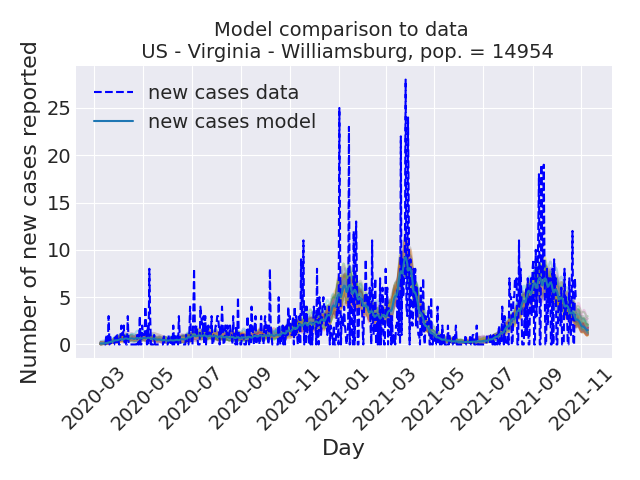 Model comparison to data
US - Virginia - Williamsburg, pop. = 14954
Number of new cases reported
25
20
15
10
5
0
new cases data
new cases model
2020-03
2020-05
2020-07
2020-09
2020-11
2021-01
2021-03
2021-05
2021-07
2021-09
2021-11
Day